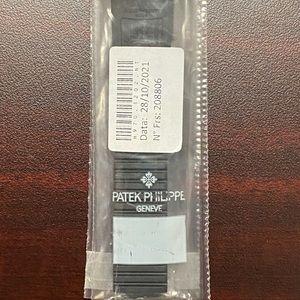 Data: 28/10/2021
N° Frs: 208806
PATEK PHILIPPE
GENEVE